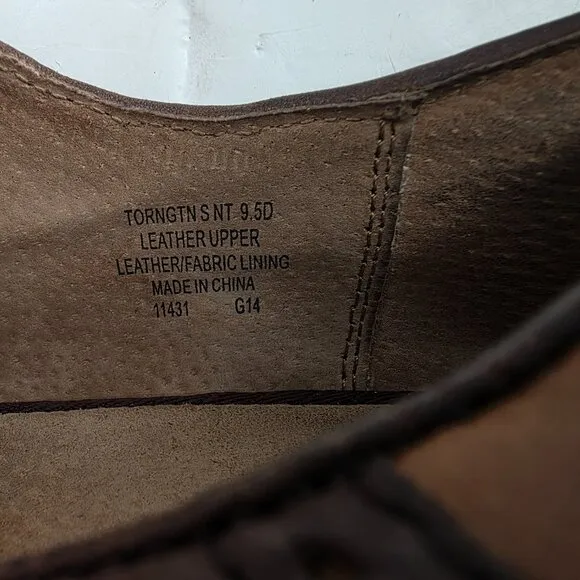 TORNGTN S NT 9.5D
LEATHER UPPER
LEATHER/FABRIC LINING
MADE IN CHINA
11431 G14